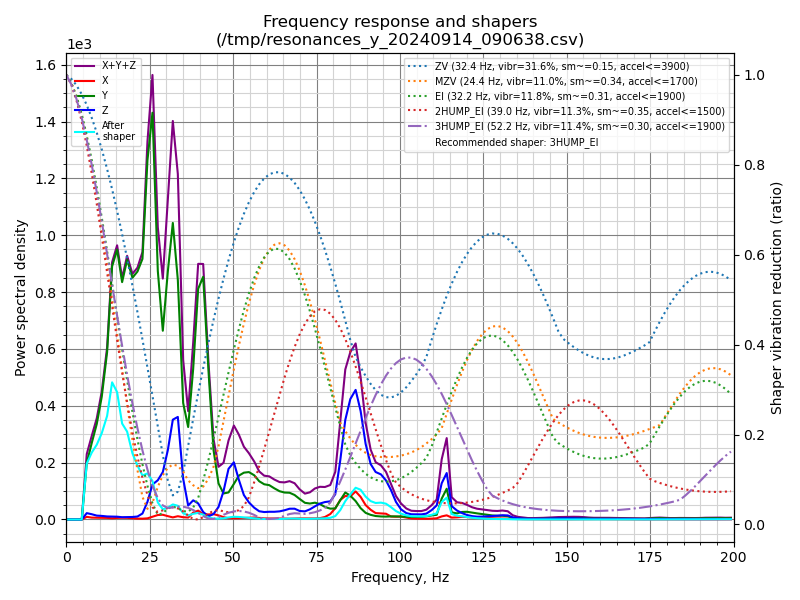 Frequency response and shapers
(/tmp/resonances_y_20240914_090638.csv)
1e3
X+Y+Z
X
Y
Z
After
shaper
ZV (32.4 Hz, vibr=31.6%, sm~=0.15, accel<=3900)
MZV (24.4 Hz, vibr=11.0%, sm~=0.34, accel<=1700)
EI (32.2 Hz, vibr=11.8%, sm~=0.31, accel<=1900)
2HUMP_EI (39.0 Hz, vibr=11.3%, sm~=0.35, accel<=1500)
3HUMP_EI (52.2 Hz, vibr=11.4%, sm~=0.30, accel<=1900)
Recommended shaper: 3HUMP_EI
Power spectral density
1.6
1.4
1.2
1.0
0.8
0.6
0.4
0.2
0.0
1.0
0.8
0.6
0.4
0.2
0.0
Shaper vibration reduction (ratio)
0 25 50 75 100 125 150 175 200
Frequency, Hz